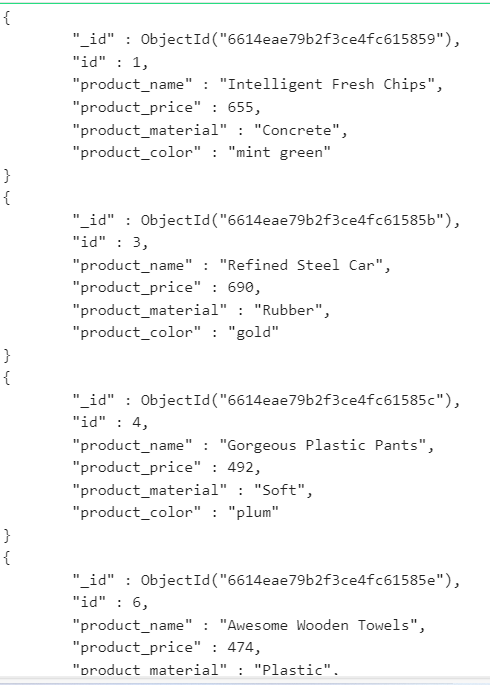 {
"_id" : ObjectId("6614eae79b2f3ce4fc615859"),
"id" : 1,
"product_name" : "Intelligent Fresh Chips",
"product_price" : 655,
"product_material" : "Concrete",
"product_color" : "mint green"
}
{
"_id" : ObjectId("6614eae79b2f3ce4fc61585b"),
"id" : 3,
"product_name" : "Refined Steel Car",
"product_price" : 690,
"product_material" : "Rubber",
"product_color" : "gold"
}
{
"_id" : ObjectId("6614eae79b2f3ce4fc61585c"),
"id" : 4,
"product_name" : "Gorgeous Plastic Pants",
"product_price" : 492,
"product_material" : "Soft",
"product_color" : "plum"
}
{
"_id" : ObjectId("6614eae79b2f3ce4fc61585e"),
"id" : 6,
"product_name" : "Awesome Wooden Towels",
"product_price" : 474,
"product_material" : "Plastic",